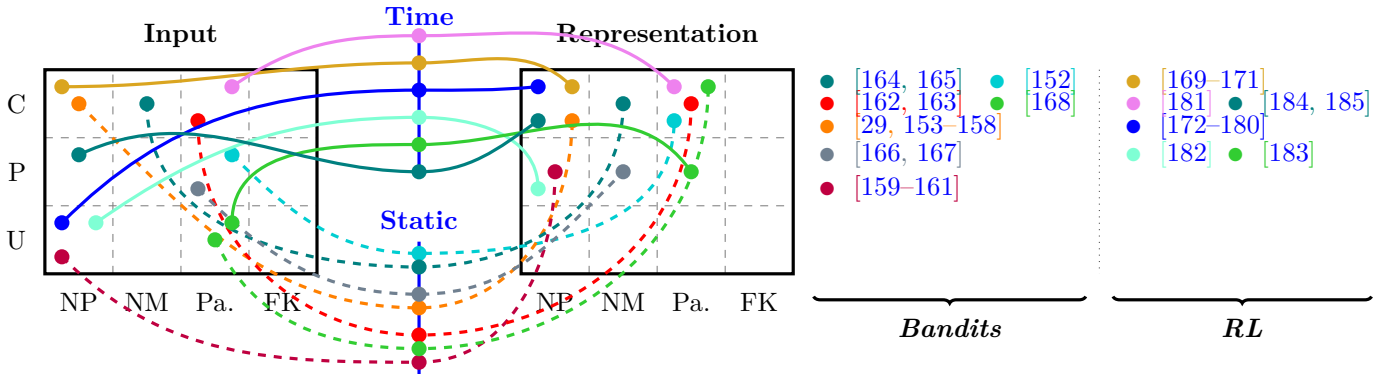 Time
Input
Representation
C
P
U
Static
NP NM Pa. FK
NP NM Pa. FK
[164, 165] [152]
[162, 163] [168]
[29, 153–158]
[166, 167]
[159–161]
Bandits
[169–171]
[181] [184, 185]
[172–180]
[182] [183]
RL